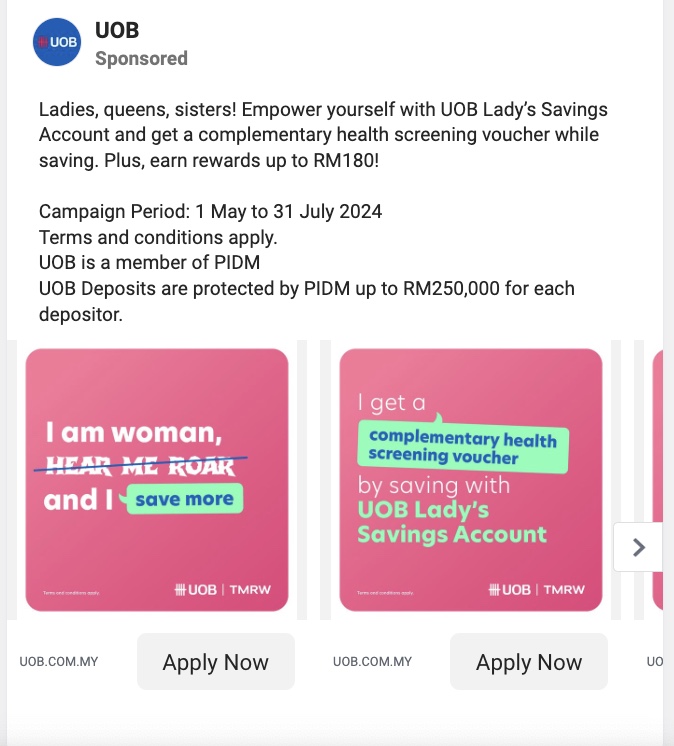 UOB
UOB
Sponsored
Ladies, queens, sisters! Empower yourself with UOB Lady's Savings
Account and get a complementary health screening voucher while
saving. Plus, earn rewards up to RM180!
Campaign Period: 1 May to 31 July 2024
Terms and conditions apply.
UOB is a member of PIDM
UOB Deposits are protected by PIDM up to RM250,000 for each
depositor.
I am woman,
HEAR ME ROAR
and I save more
Terms and conditions apply.
UOB | TMRW
I get a
complementary health
screening voucher
by saving with
UOB Lady's
Savings Account
Terms and conditions apply.
UOB | TMRW
UOB.COM.MY
Apply Now
UOB.COM.MY
Apply Now
UO